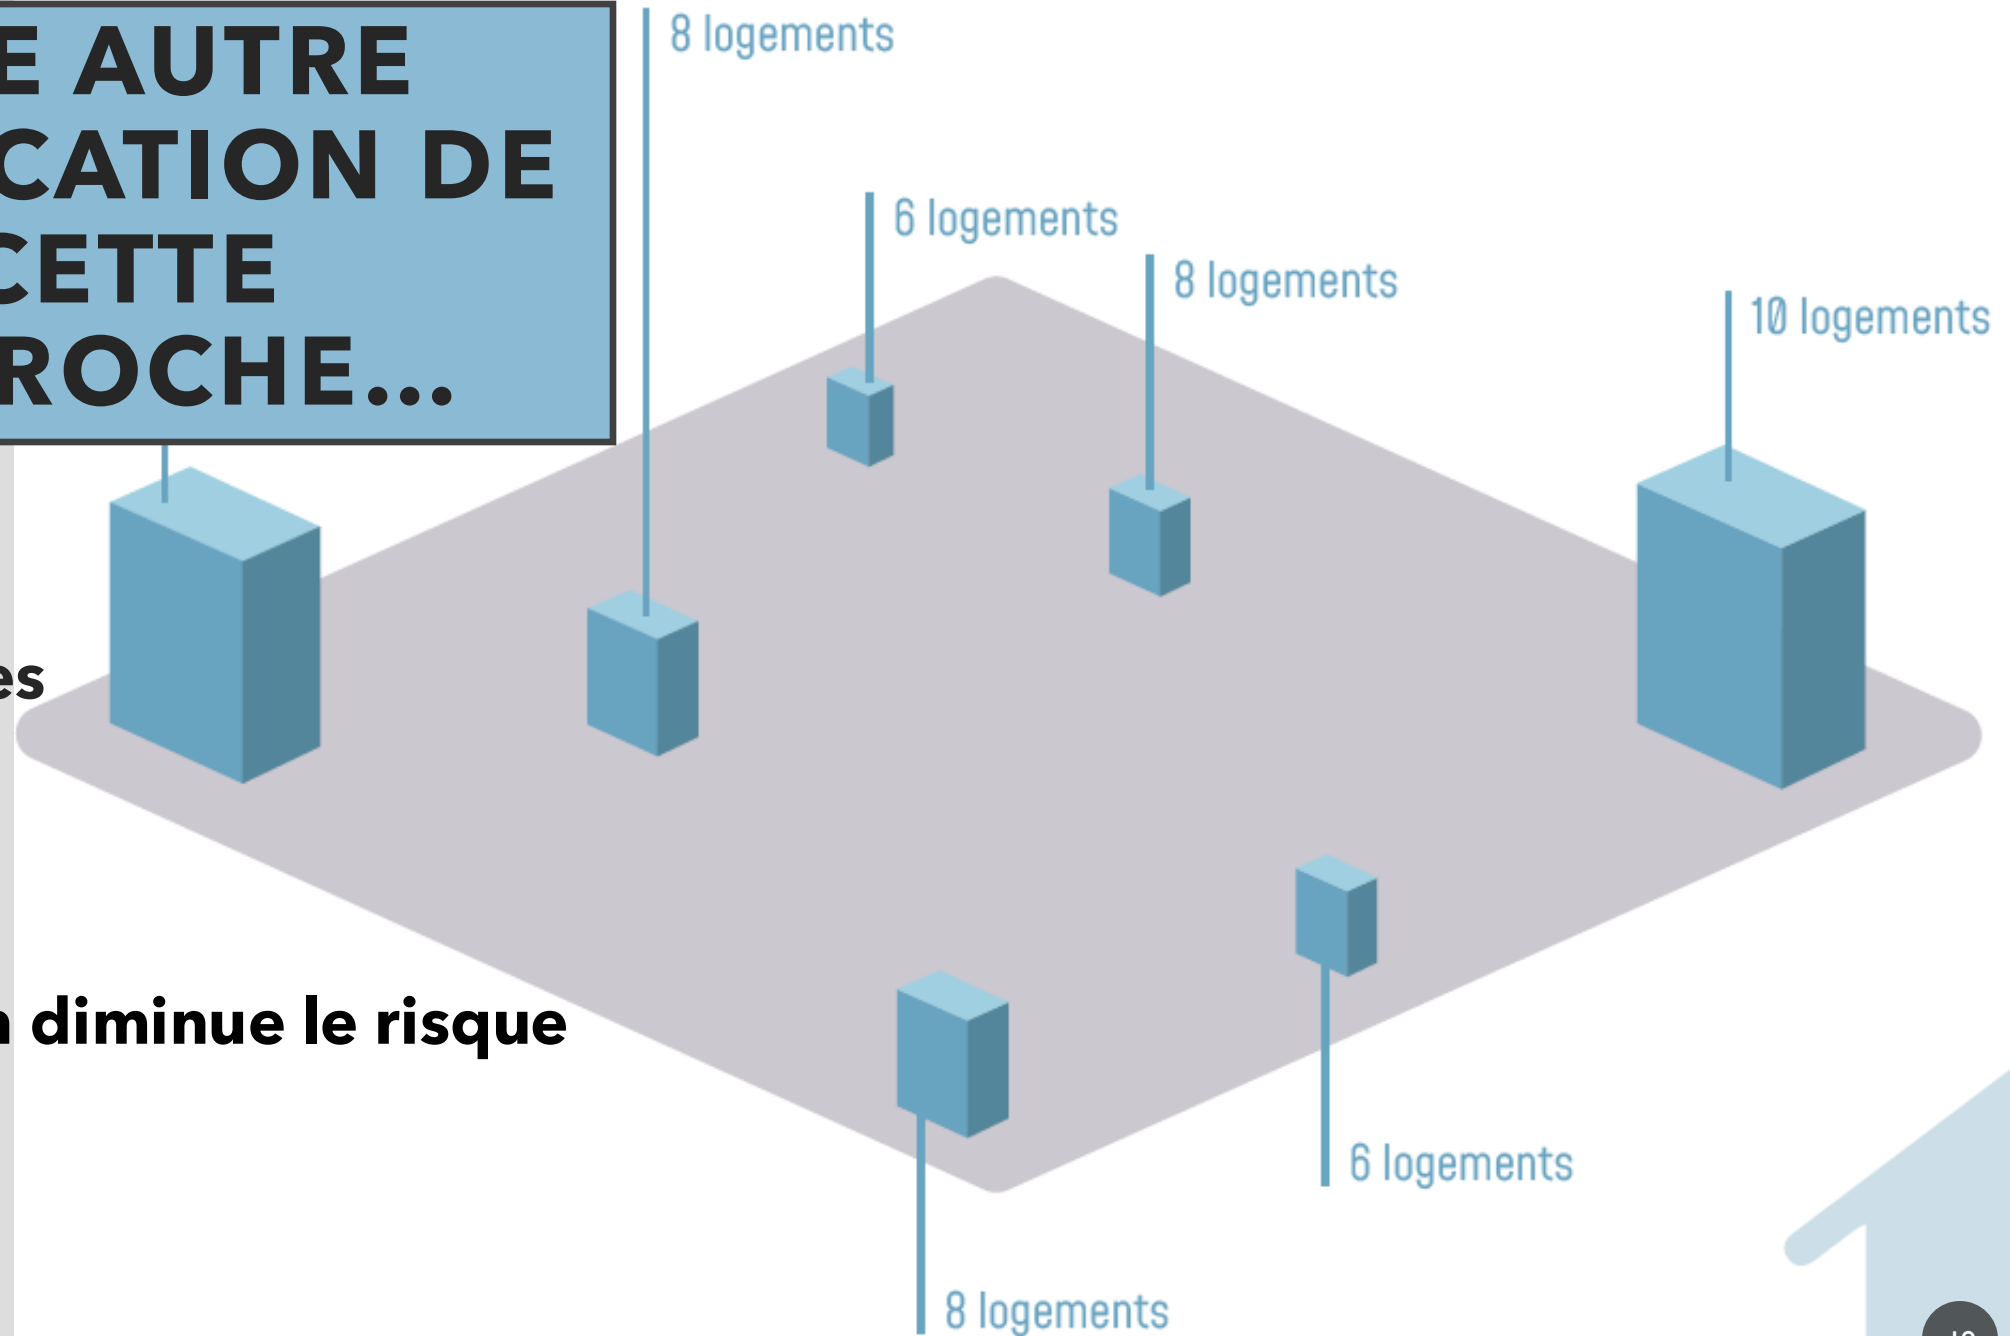 E AUTRE
CATION DE
CETTE
ROCHE...
8 logements
6 logements
8 logements
10 logements
es
diminue le risque
6 logements
8 logements